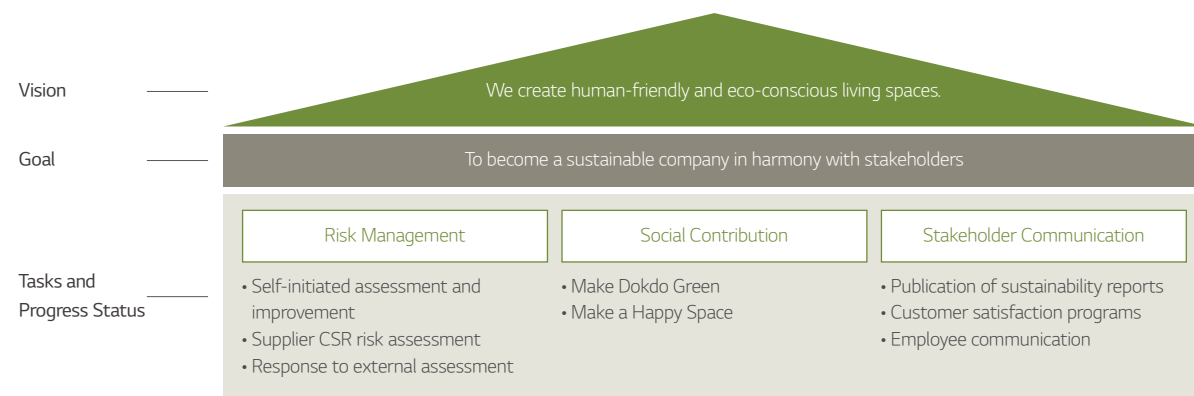 Vision
We create human-friendly and eco-conscious living spaces.
Goal
To become a sustainable company in harmony with stakeholders
Tasks and
Progress Status
Risk Management
• Self-initiated assessment and
improvement
• Supplier CSR risk assessment
• Response to external assessment
Social Contribution
• Make Dokdo Green
• Make a Happy Space
Stakeholder Communication
• Publication of sustainability reports
• Customer satisfaction programs
• Employee communication